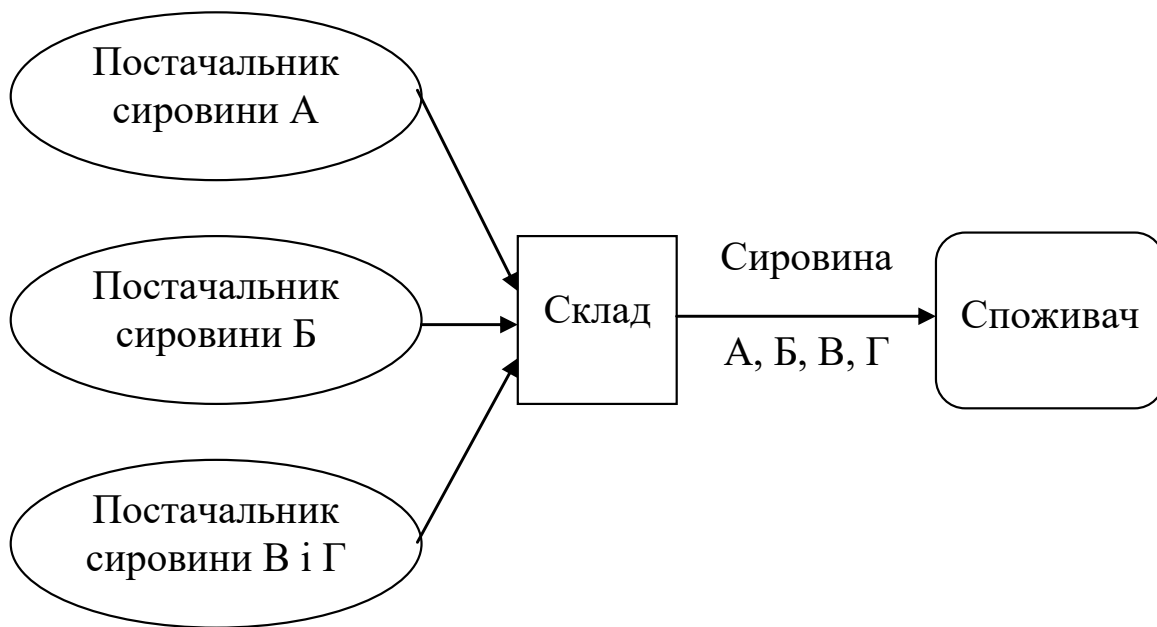 Постачальник
сировини А
Постачальник
сировини Б
Постачальник
сировини В і Г
Склад
Сировина
А, Б, В, Г
Споживач